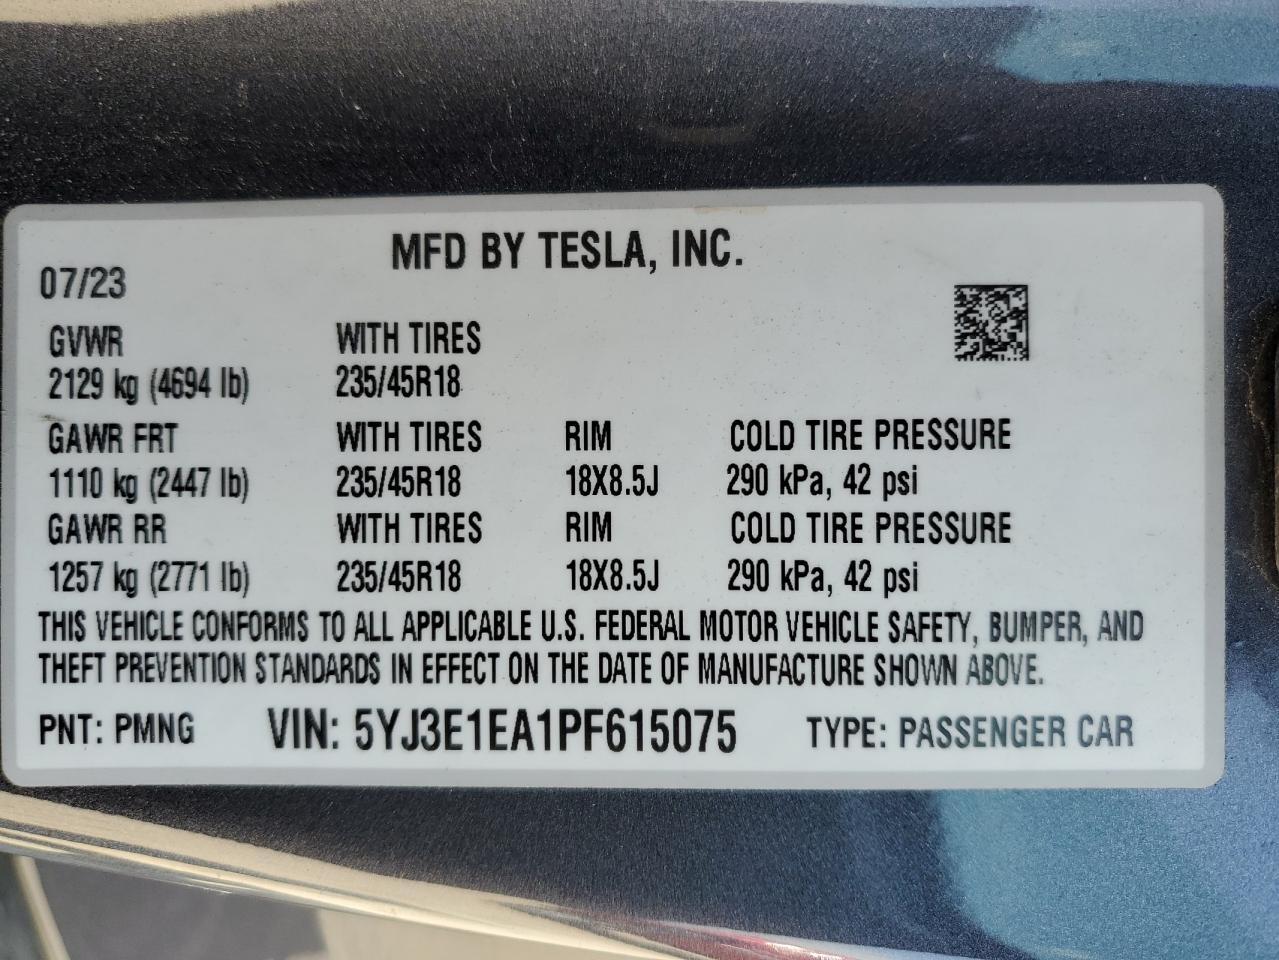 MFD BY TESLA, INC.
07/23
GVWR WITH TIRES
2129 kg (4694 lb) 235/45R18
GAWR FRT WITH TIRES RIM COLD TIRE PRESSURE
1110 kg (2447 lb) 235/45R18 18X8.5J 290 kPa, 42 psi
GAWR RR WITH TIRES RIM COLD TIRE PRESSURE
1257 kg (2771 lb) 235/45R18 18X8.5J 290 kPa, 42 psi
THIS VEHICLE CONFORMS TO ALL APPLICABLE U.S. FEDERAL MOTOR VEHICLE SAFETY, BUMPER, AND
THEFT PREVENTION STANDARDS IN EFFECT ON THE DATE OF MANUFACTURE SHOWN ABOVE.
PNT: PMNG VIN: 5YJ3E1EA1PF615075 TYPE: PASSENGER CAR